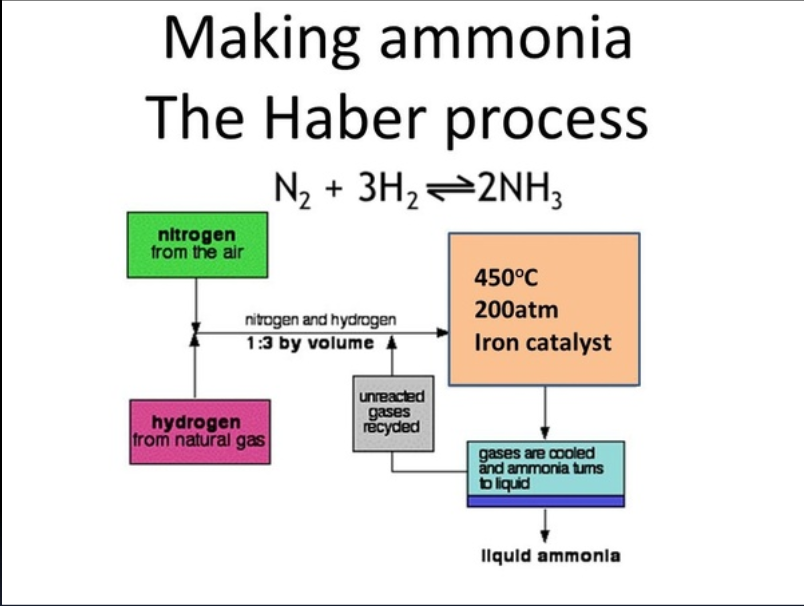 Making ammonia
The Haber process
N₂ + 3H₂ ⇌ 2NH₃
nitrogen
from the air
450°C
200atm
Iron catalyst
nitrogen and hydrogen
1:3 by volume
unreacted
gases
recycled
hydrogen
from natural gas
gases are cooled
and ammonia turns
to liquid
liquid ammonia